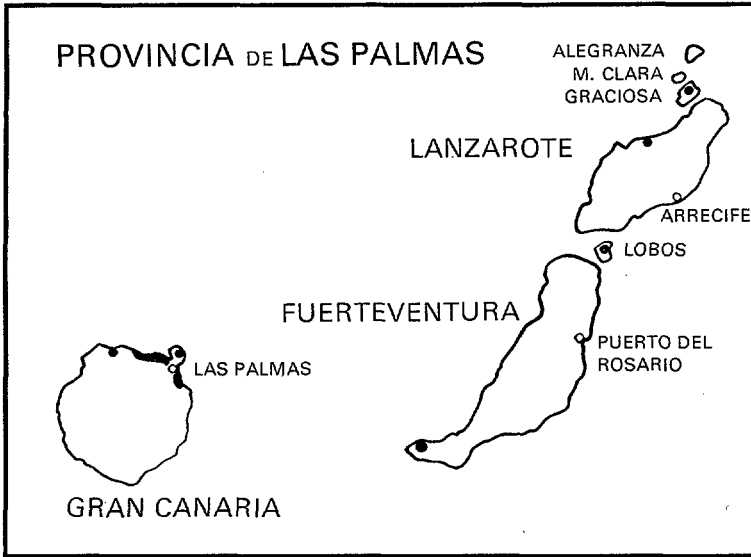 PROVINCIA DE LAS PALMAS
ALEGRANZA
M. CLARA
GRACIOSA
LANZAROTE
ARRECIFE
LOBOS
FUERTEVENTURA
PUERTO DEL
ROSARIO
LAS PALMAS
GRAN CANARIA